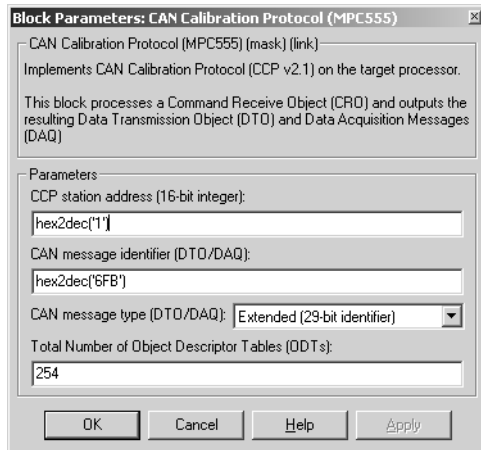 Block Parameters: CAN Calibration Protocol (MPC555)
CAN Calibration Protocol (MPC555) (mask) (link)
Implements CAN Calibration Protocol (CCP v2.1) on the target processor.
This block processes a Command Receive Object (CRO) and outputs the
resulting Data Transmission Object (DTO) and Data Acquisition Messages
(DAQ)
Parameters
CCP station address (16-bit integer):
hex2dec('1')
CAN message identifier (DTO/DAQ):
hex2dec('6FB')
CAN message type (DTO/DAQ): Extended (29-bit identifier)
Total Number of Object Descriptor Tables (ODTs):
254
OK Cancel Help Apply